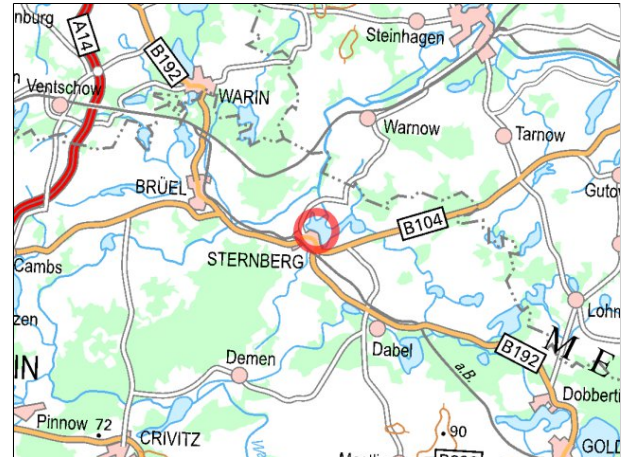 nburg
A14
B192
Steinhagen
Ventschow
WARIN
Warnow
Tarnow
BRÜEL
Gutow
B104
STERNBERG
Cambs
zen
Lohm
Dabel
M E
B192
IN
Demen
a.B.
Dobberti
Pinnow 72
CRIVITZ
90
GOLD